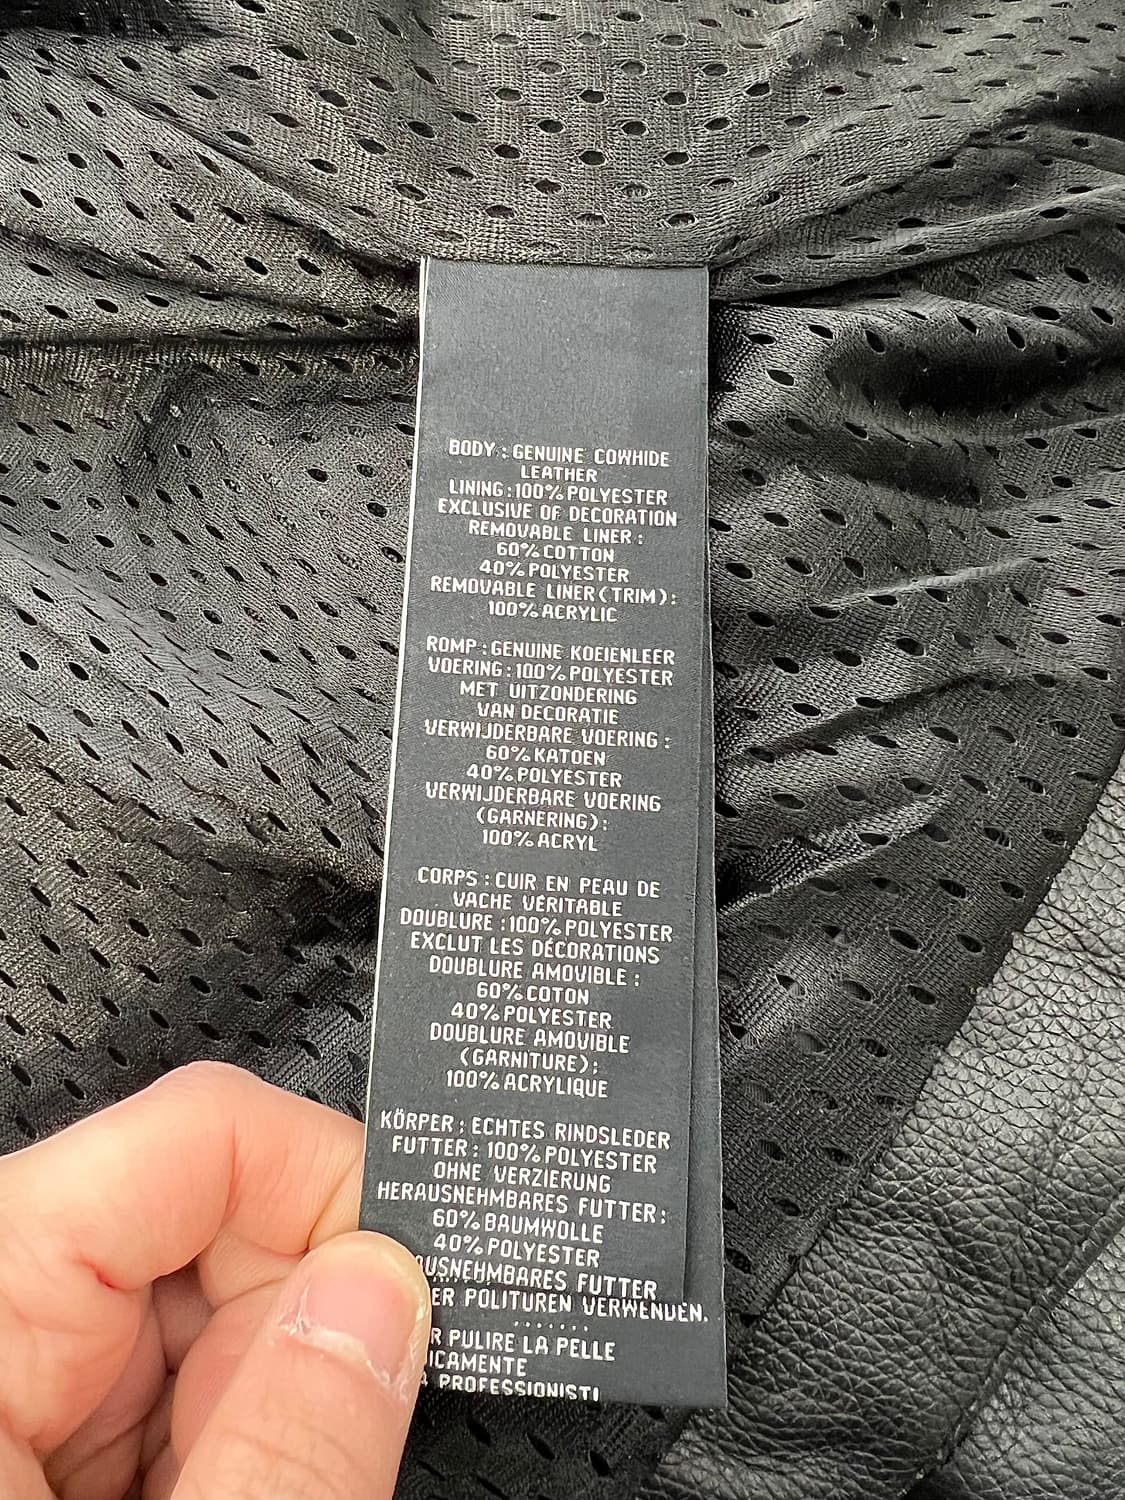 BODY : GENUINE COWHIDE
LEATHER
LINING : 100% POLYESTER
EXCLUSIVE OF DECORATION
REMOVABLE LINER :
60% COTTON
40% POLYESTER
REMOVABLE LINER (TRIM) :
100% ACRYLIC
ROMP : GENUINE KOEIENLEER
VOERING : 100% POLYESTER
MET UITZONDERING
VAN DECORATIE
VERWIJDERBARE VOERING :
60% KATOEN
40% POLYESTER
VERWIJDERBARE VOERING
(GARNERING) :
100% ACRYL
CORPS : CUIR EN PEAU DE
VACHE VÉRITABLE
DOUBLURE : 100% POLYESTER
EXCLUT LES DÉCORATIONS
DOUBLURE AMOVIBLE :
60% COTON
40% POLYESTER
DOUBLURE AMOVIBLE
(GARNITURE) :
100% ACRYLIQUE
KÖRPER : ECHTES RINDSLEDER
FUTTER : 100% POLYESTER
OHNE VERZIERUNG
HERAUSNEHMBARES FUTTER :
60% BAUMWOLLE
40% POLYESTER
AUSNEHMBARES FUTTER
ER POLITUREN VERWENDEN.
.......
R PULIRE LA PELLE
ICAMENTE
PROFESSIONISTI